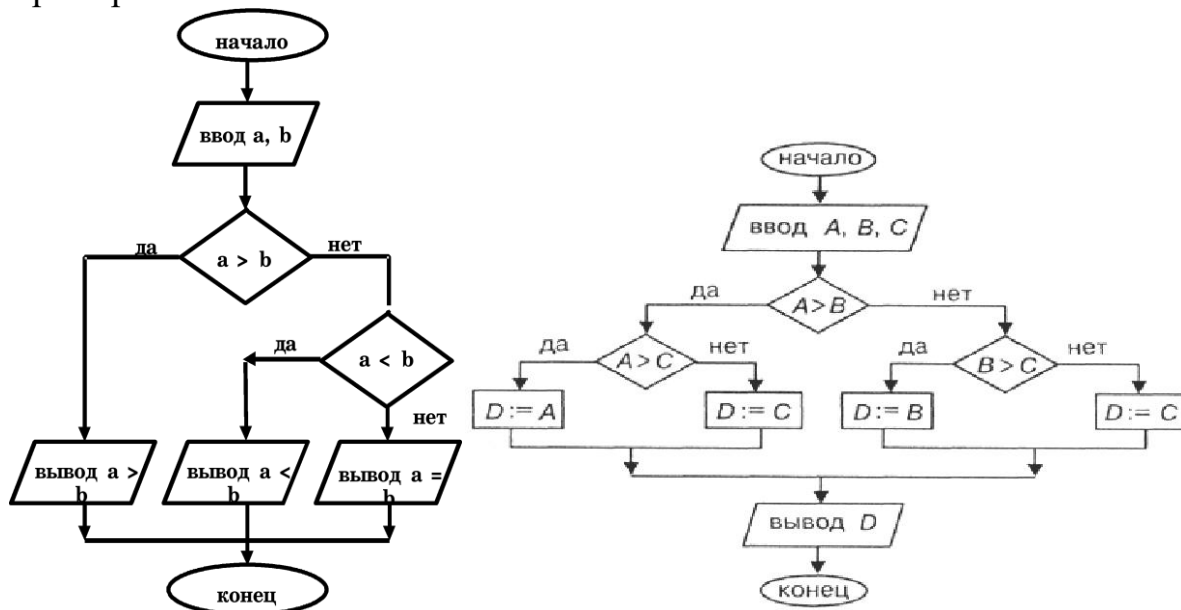 начало
ввод a, b
да
a > b
нет
да
a < b
нет
вывод a >
b
вывод a <
b
вывод a =
b
конец
начало
ввод A, B, C
да
A>B
нет
да
A>C
нет
да
B>C
нет
D:= A
D:= C
D:= B
D:= C
вывод D
конец